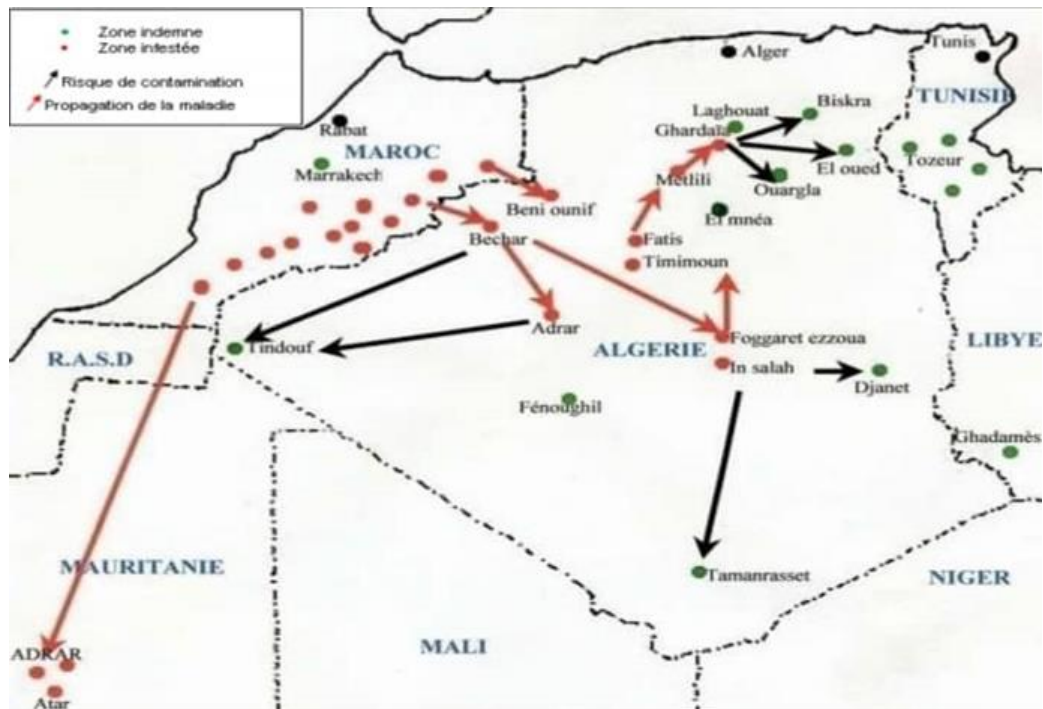 Zone indemne
Zone intestée
Risque de contamination
Propagation de la maladie
Alger
Tunis
TUNISIE
Rabat
MAROC
Marrakech
Laghouat
Biskra
Ghardaïa
Metlili
El oued
Ouargla
Tozeur
El mnéa
Beni ounif
Bechar
Fatis
Timimoun
Adrar
Tindouf
R.A.S.D
ALGERIE
Foggaret ezzoua
In salah
Djanet
LIBYE
Fénoughil
Ghadamès
MAURITANIE
Tamanrasset
NIGER
MALI
ADRAR
Atar